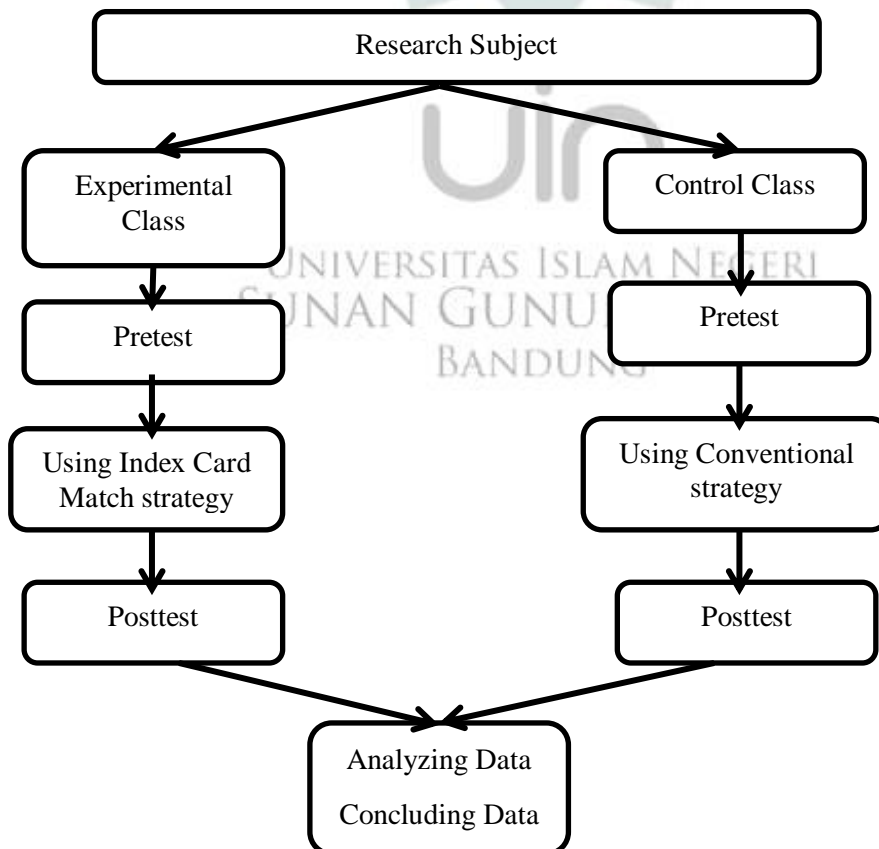 Research Subject
uin
Experimental
Class
Control Class
UNIVERSITAS ISLAM NEGERI
SUNAN GUNU
BANDUNG
Pretest
Pretest
Using Index Card
Match strategy
Using Conventional
strategy
Posttest
Posttest
Analyzing Data
Concluding Data